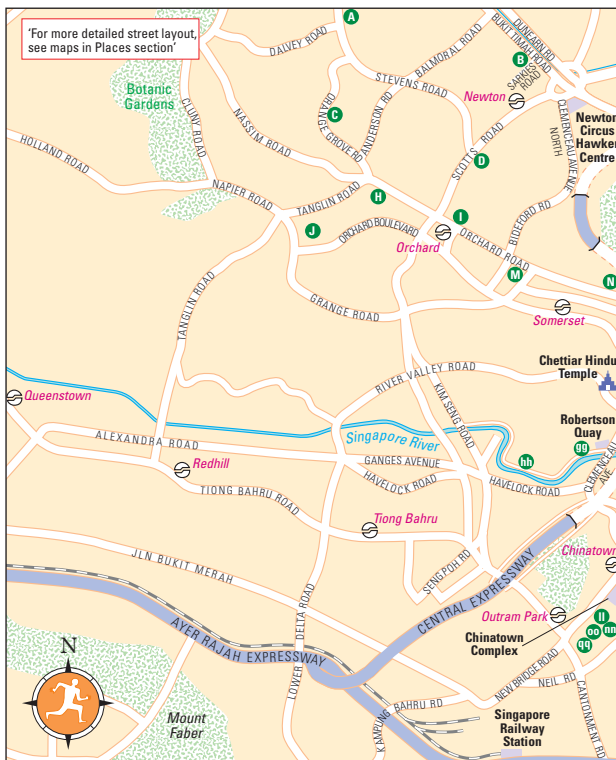 'For more detailed street layout,
see maps in Places section'
A
DALVEY ROAD
BALMORAL ROAD
DUNEARN RD
BUKIT TIMAH ROAD
B
SARKIES
ROAD
STEVENS ROAD
Botanic
Gardens
CLUNY ROAD
NASSIM ROAD
C
ORANGE GROVE RD
ANDERSON RD
Newton
SCOTTS ROAD
CLEMENCEAU AVENUE
NORTH
Newton
Circus
Hawker
Centre
HOLLAND ROAD
D
NAPIER ROAD
TANGLIN ROAD
H
BIDEFORD RD
I
J
ORCHARD BOULEVARD
Orchard
ORCHARD ROAD
M
N
TANGLIN ROAD
GRANGE ROAD
Somerset
RIVER VALLEY ROAD
Chettiar Hindu
Temple
Queenstown
KIM SENG ROAD
Robertson
Quay
gg
Singapore River
ALEXANDRA ROAD
GANGES AVENUE
hh
Redhill
HAVELOCK ROAD
HAVELOCK ROAD
CLEMENCEAU
AVE
TIONG BAHRU ROAD
Tiong Bahru
JLN BUKIT MERAH
SENG POH RD
CENTRAL EXPRESSWAY
Chinatown
AYER RAJAH EXPRESSWAY
LOWER DELTA ROAD
Outram Park
ll
oo
nn
qq
Chinatown
Complex
N
NEW BRIDGE ROAD
NEIL RD
CANTONMENT RD
Mount
Faber
KAMPUNG BAHRU RD
Singapore
Railway
Station